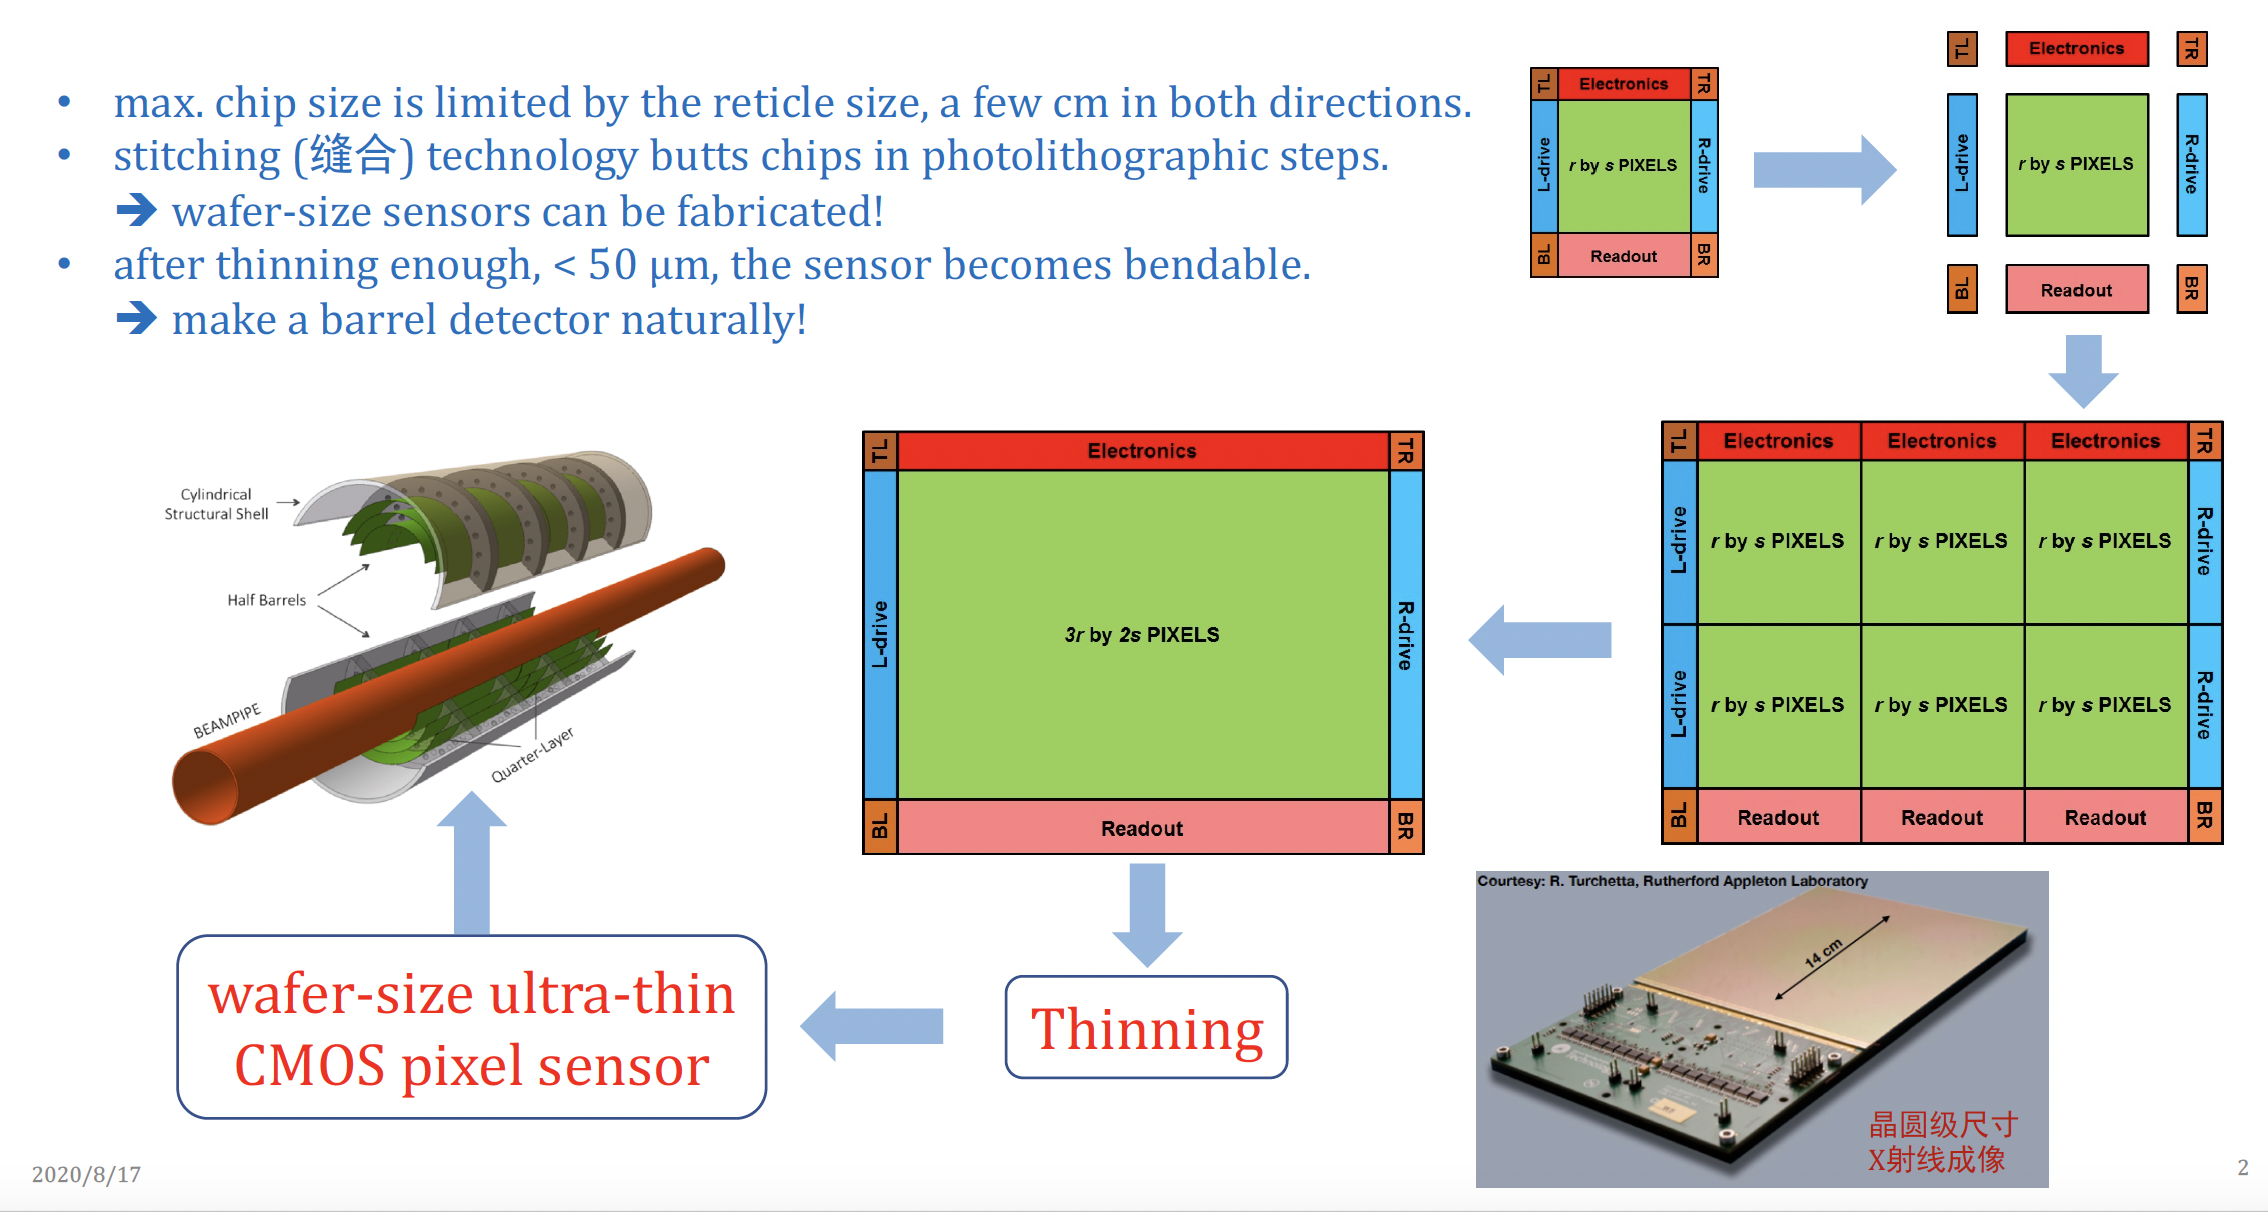 • max. chip size is limited by the reticle size, a few cm in both directions.
• stitching (缝合) technology butts chips in photolithographic steps.
➔ wafer-size sensors can be fabricated!
• after thinning enough, < 50 μm, the sensor becomes bendable.
➔ make a barrel detector naturally!
TL Electronics TR
L-drive r by s PIXELS R-drive
BL Readout BR
TL Electronics TR
L-drive r by s PIXELS R-drive
BL Readout BR
TL Electronics Electronics Electronics TR
L-drive r by s PIXELS r by s PIXELS r by s PIXELS R-drive
L-drive r by s PIXELS r by s PIXELS r by s PIXELS R-drive
BL Readout Readout Readout BR
TL Electronics TR
L-drive 3r by 2s PIXELS R-drive
BL Readout BR
Cylindrical
Structural Shell
Half Barrels
BEAMPIPE
Quarter-Layer
Thinning
wafer-size ultra-thin
CMOS pixel sensor
Courtesy: R. Turchetta, Rutherford Appleton Laboratory
14 cm
晶圆级尺寸
X射线成像
2020/8/17
2